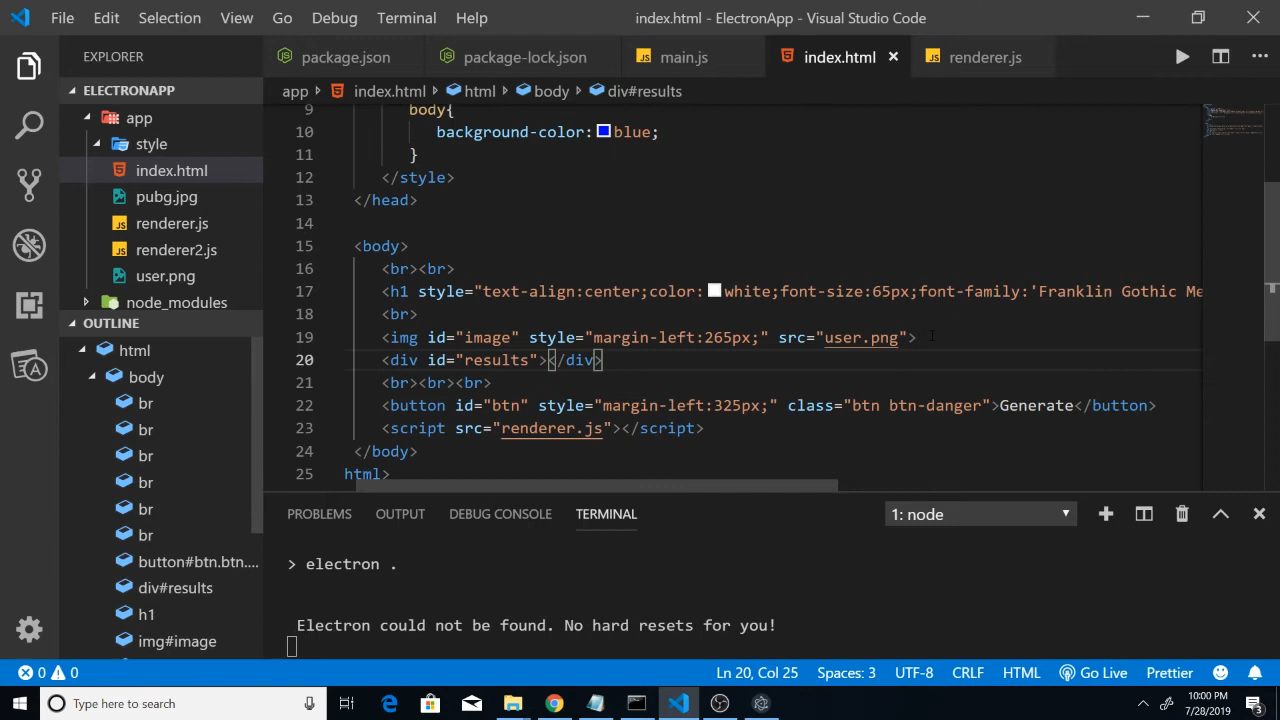 File Edit Selection View Go Debug Terminal Help index.html - ElectronApp - Visual Studio Code
EXPLORER package.json package-lock.json main.js index.html renderer.js
ELECTRONAPP app index.html html body div#results
app
style
index.html
pubg.jpg
renderer.js
renderer2.js
user.png
node_modules
OUTLINE
html
body
br
br
br
br
br
br
button#btn.btn....
div#results
h1
img#image
9 body{
10 background-color: blue;
11 }
12 </style>
13 </head>
14
15 <body>
16 <br><br>
17 <h1 style="text-align:center;color: white;font-size:65px;font-family:'Franklin Gothic Me
18 <br>
19 <img id="image" style="margin-left:265px;" src="user.png">
20 <div id="results"></div>
21 <br><br><br>
22 <button id="btn" style="margin-left:325px;" class="btn btn-danger">Generate</button>
23 <script src="renderer.js"></script>
24 </body>
25 html>
PROBLEMS OUTPUT DEBUG CONSOLE TERMINAL 1: node
> electron .
Electron could not be found. No hard resets for you!
0 0 Ln 20, Col 25 Spaces: 3 UTF-8 CRLF HTML Go Live Prettier
Type here to search 10:00 PM
7/28/2019 3